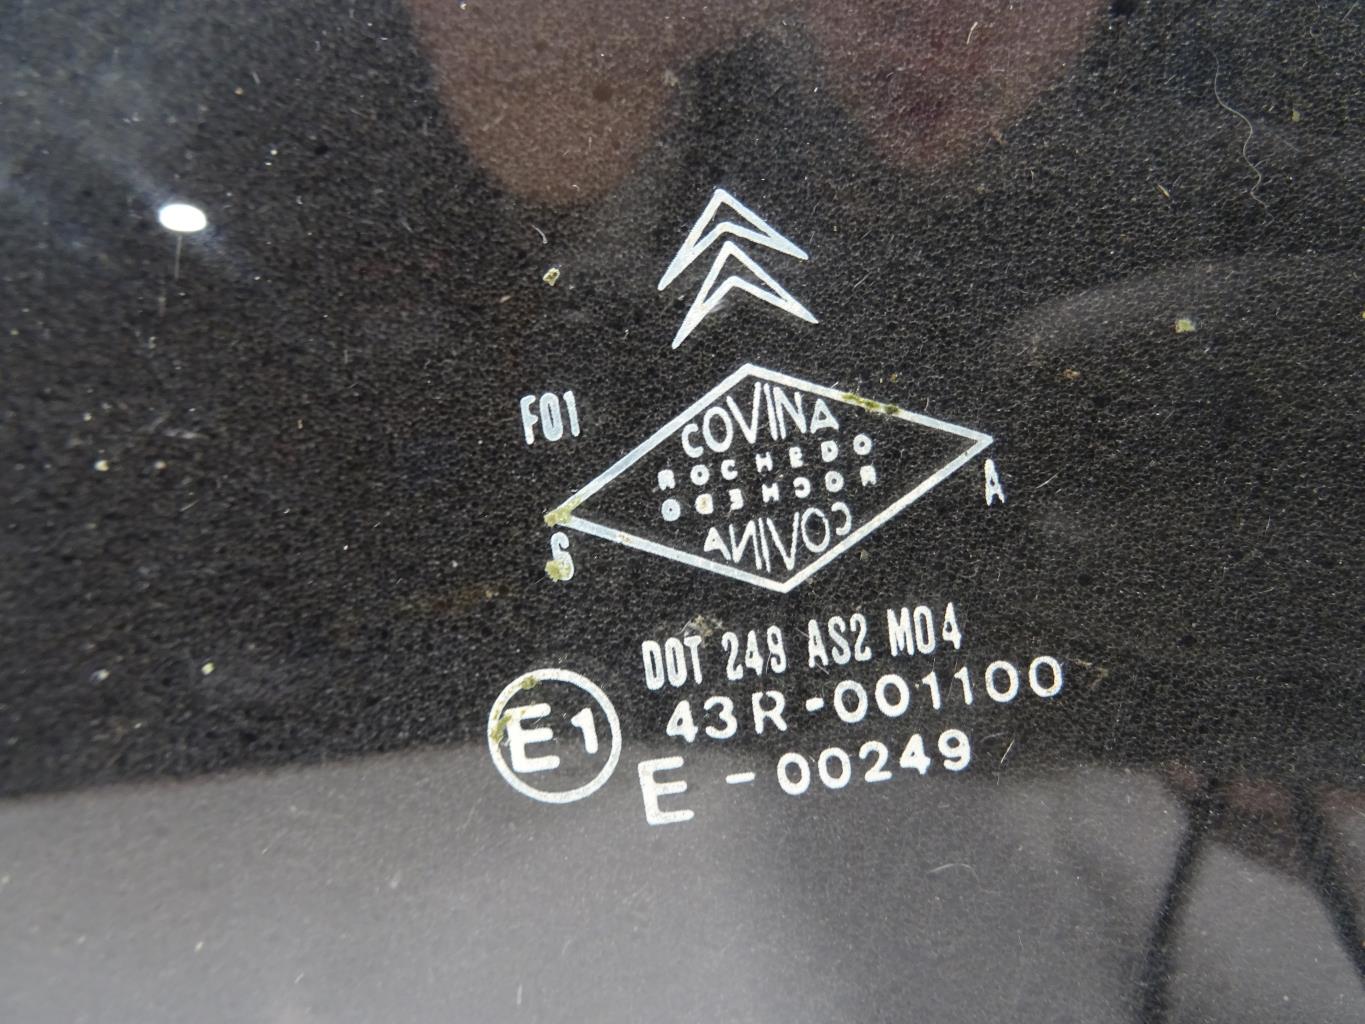 F01
COVINA
ROCHEDO
ROCHEDO
COVINA
S
A
DOT 249 AS2 M04
E1
43R-001100
E-00249